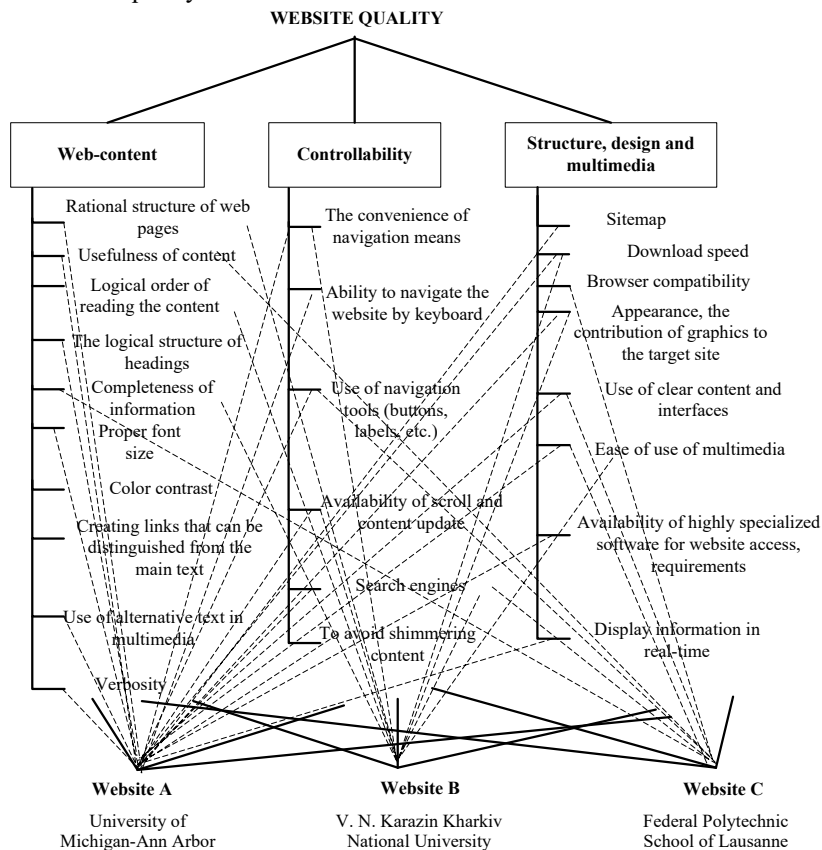 WEBSITE QUALITY
Web-content
Rational structure of web
pages
Usefulness of content
Logical order of
reading the content
The logical structure of
headings
Completeness of
information
Proper font
size
Color contrast
Creating links that can be
distinguished from the
main text
Use of alternative text in
multimedia
Verbosity
Controllability
The convenience of
navigation means
Ability to navigate the
website by keyboard
Use of navigation
tools (buttons,
labels, etc.)
Availability of scroll and
content update
Search engines
To avoid shimmering
content
Structure, design and
multimedia
Sitemap
Download speed
Browser compatibility
Appearance, the
contribution of graphics to
the target site
Use of clear content and
interfaces
Ease of use of multimedia
Availability of highly specialized
software for website access,
requirements
Display information in
real-time
Website A
University of
Michigan-Ann Arbor
Website B
V. N. Karazin Kharkiv
National University
Website C
Federal Polytechnic
School of Lausanne